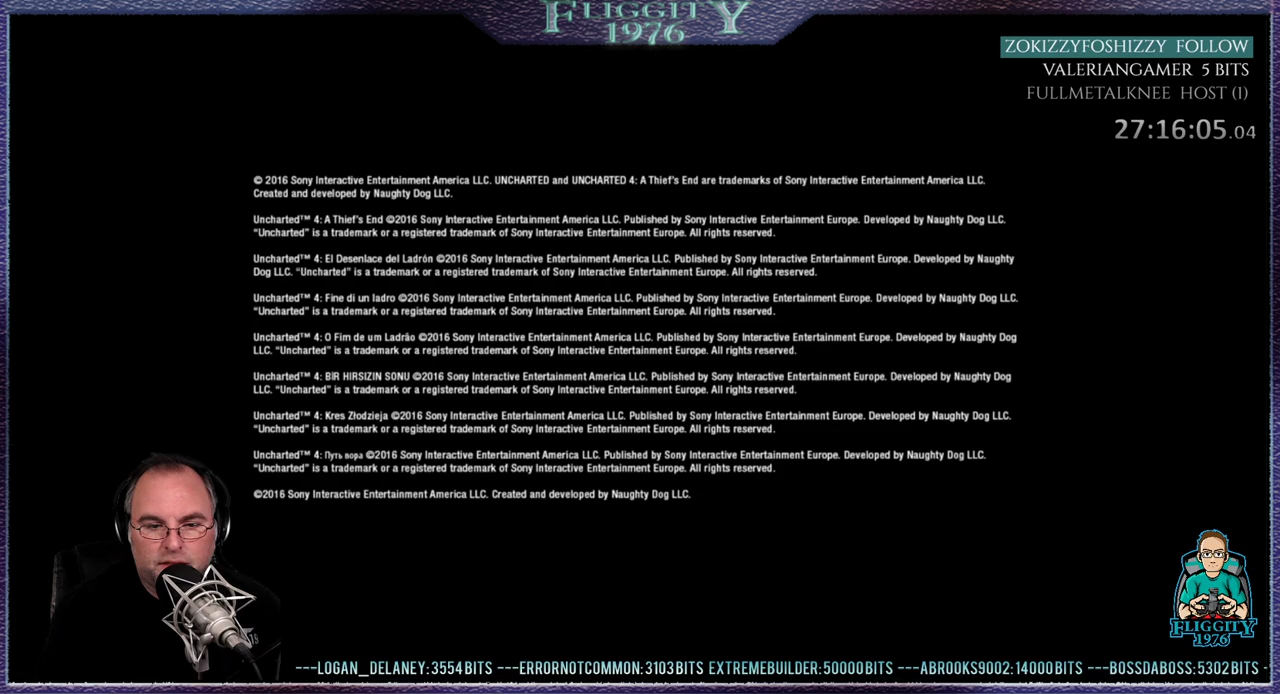 FLIGGITY
1976
ZOKIZZYFOSHIZZY FOLLOW
VALERIANGAMER 5 BITS
FULLMETALKNEE HOST (1)
27:16:05.04
© 2016 Sony Interactive Entertainment America LLC. UNCHARTED and UNCHARTED 4: A Thief's End are trademarks of Sony Interactive Entertainment America LLC.
Created and developed by Naughty Dog LLC.
Uncharted™ 4: A Thief's End ©2016 Sony Interactive Entertainment America LLC. Published by Sony Interactive Entertainment Europe. Developed by Naughty Dog LLC.
“Uncharted” is a trademark or a registered trademark of Sony Interactive Entertainment Europe. All rights reserved.
Uncharted™ 4: El Desenlace del Ladrón ©2016 Sony Interactive Entertainment America LLC. Published by Sony Interactive Entertainment Europe. Developed by Naughty
Dog LLC. “Uncharted” is a trademark or a registered trademark of Sony Interactive Entertainment Europe. All rights reserved.
Uncharted™ 4: Fine di un ladro ©2016 Sony Interactive Entertainment America LLC. Published by Sony Interactive Entertainment Europe. Developed by Naughty Dog LLC.
“Uncharted” is a trademark or a registered trademark of Sony Interactive Entertainment Europe. All rights reserved.
Uncharted™ 4: O Fim de um Ladrão ©2016 Sony Interactive Entertainment America LLC. Published by Sony Interactive Entertainment Europe. Developed by Naughty Dog
LLC. “Uncharted” is a trademark or a registered trademark of Sony Interactive Entertainment Europe. All rights reserved.
Uncharted™ 4: BİR HIRSIZIN SONU ©2016 Sony Interactive Entertainment America LLC. Published by Sony Interactive Entertainment Europe. Developed by Naughty Dog
LLC. “Uncharted” is a trademark or a registered trademark of Sony Interactive Entertainment Europe. All rights reserved.
Uncharted™ 4: Kres Złodzieja ©2016 Sony Interactive Entertainment America LLC. Published by Sony Interactive Entertainment Europe. Developed by Naughty Dog LLC.
“Uncharted” is a trademark or a registered trademark of Sony Interactive Entertainment Europe. All rights reserved.
Uncharted™ 4: Путь вора ©2016 Sony Interactive Entertainment America LLC. Published by Sony Interactive Entertainment Europe. Developed by Naughty Dog LLC.
“Uncharted” is a trademark or a registered trademark of Sony Interactive Entertainment Europe. All rights reserved.
©2016 Sony Interactive Entertainment America LLC. Created and developed by Naughty Dog LLC.
FLIGGITY
1976
---LOGAN_DELANEY:3554 BITS ---ERRORNOTCOMMON:3103 BITS EXTREMEBUILDER:50000 BITS ---ABROOKS9002:14000 BITS ---BOSSDABOSS:5302 BITS -